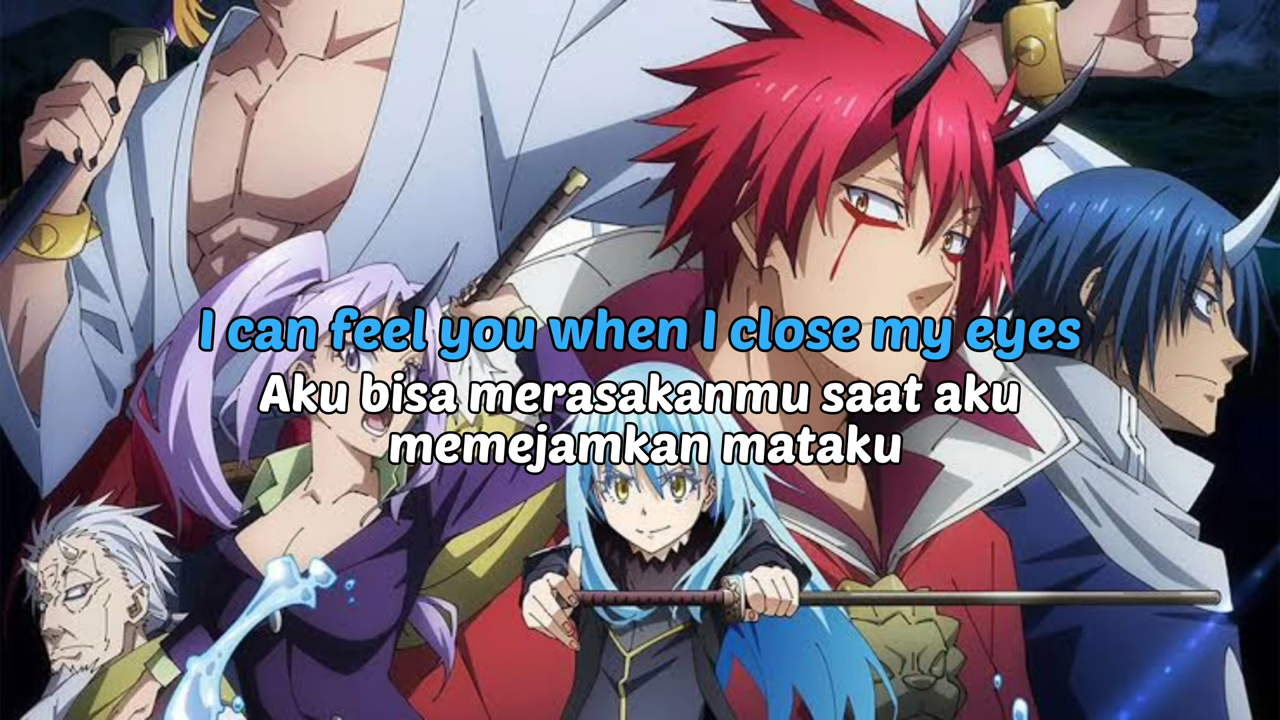 I can feel you when I close my eyes
Aku bisa merasakanmu saat aku
memejamkan mataku